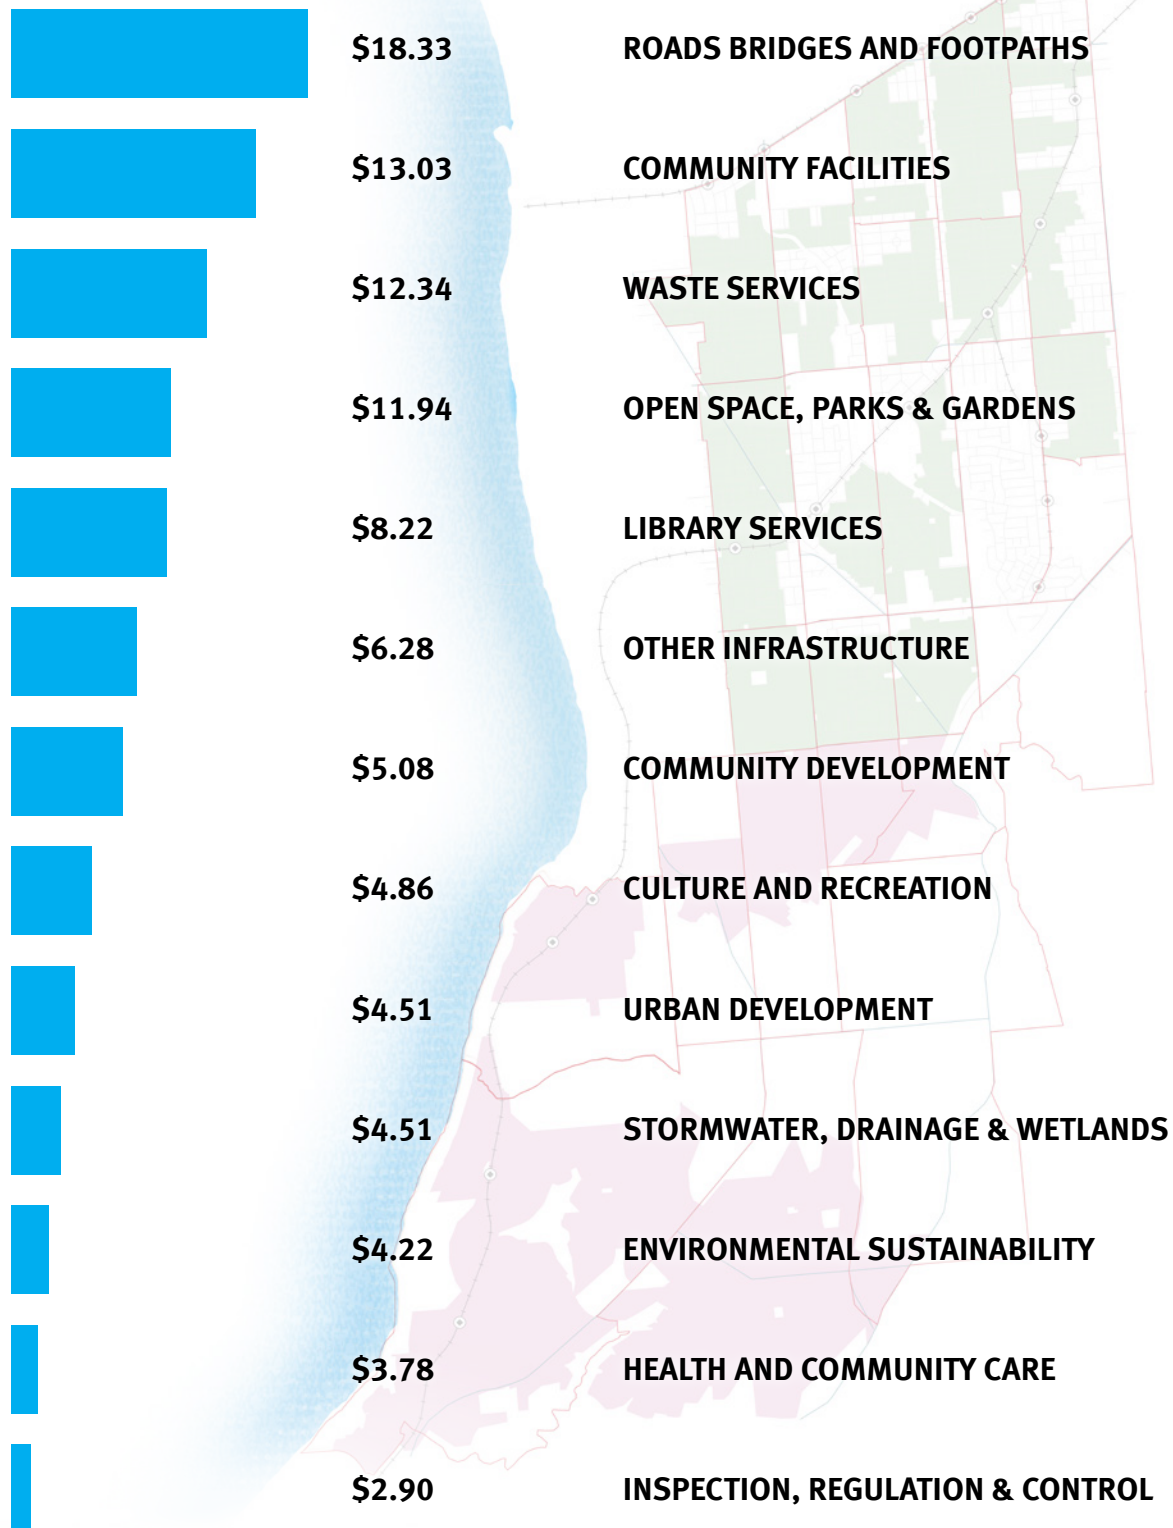 $18.33 ROADS BRIDGES AND FOOTPATHS
$13.03 COMMUNITY FACILITIES
$12.34 WASTE SERVICES
$11.94 OPEN SPACE, PARKS & GARDENS
$8.22 LIBRARY SERVICES
$6.28 OTHER INFRASTRUCTURE
$5.08 COMMUNITY DEVELOPMENT
$4.86 CULTURE AND RECREATION
$4.51 URBAN DEVELOPMENT
$4.51 STORMWATER, DRAINAGE & WETLANDS
$4.22 ENVIRONMENTAL SUSTAINABILITY
$3.78 HEALTH AND COMMUNITY CARE
$2.90 INSPECTION, REGULATION & CONTROL